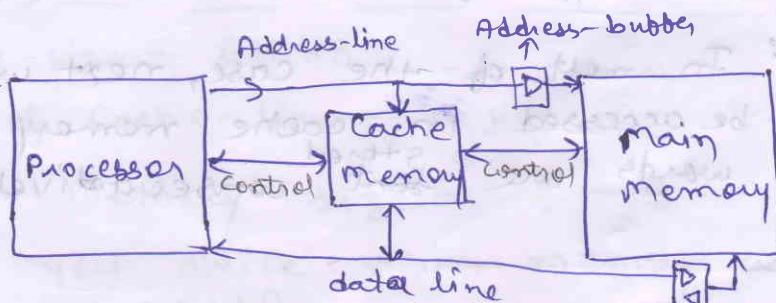 Address-line
Address-buffer
Processor
Control
Cache
Memory
Control
Main
Memory
data line